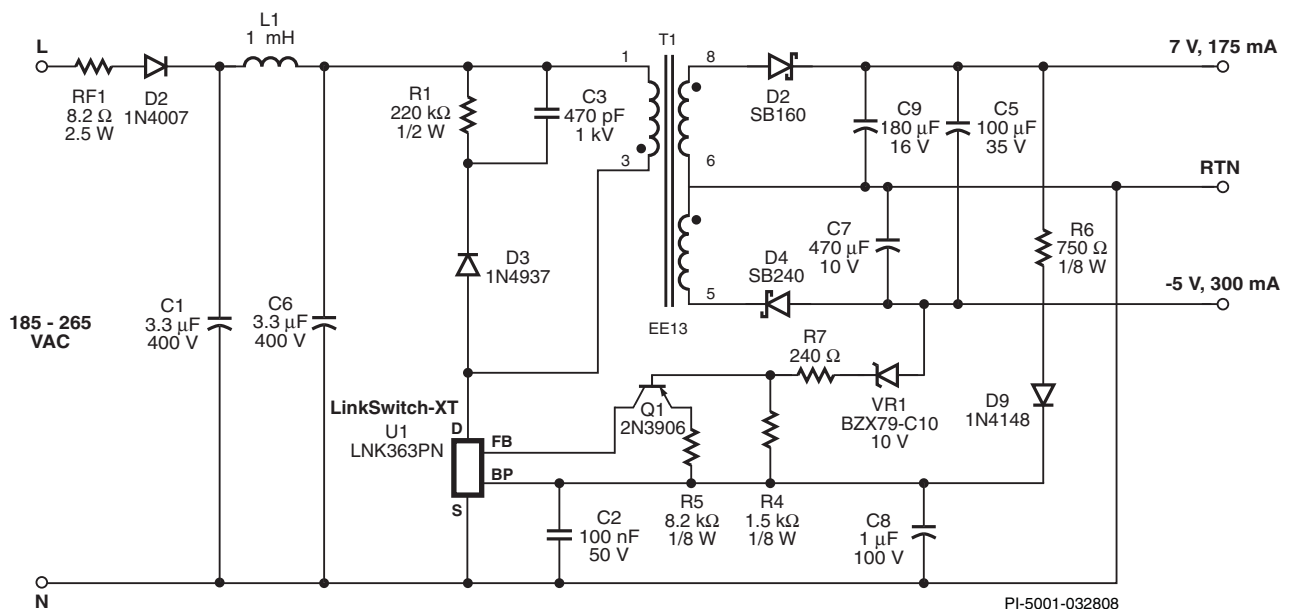 L
RF1
8.2 Ω
2.5 W
D2
1N4007
L1
1 mH
C1
3.3 µF
400 V
C6
3.3 µF
400 V
185 - 265
VAC
R1
220 kΩ
1/2 W
C3
470 pF
1 kV
D3
1N4937
T1
1
3
8
6
5
EE13
D2
SB160
C9
180 µF
16 V
C5
100 µF
35 V
7 V, 175 mA
RTN
C7
470 µF
10 V
D4
SB240
R6
750 Ω
1/8 W
-5 V, 300 mA
R7
240 Ω
VR1
BZX79-C10
10 V
D9
1N4148
LinkSwitch-XT
U1
LNK363PN
D
FB
BP
S
Q1
2N3906
C2
100 nF
50 V
R5
8.2 kΩ
1/8 W
R4
1.5 kΩ
1/8 W
C8
1 µF
100 V
N
PI-5001-032808